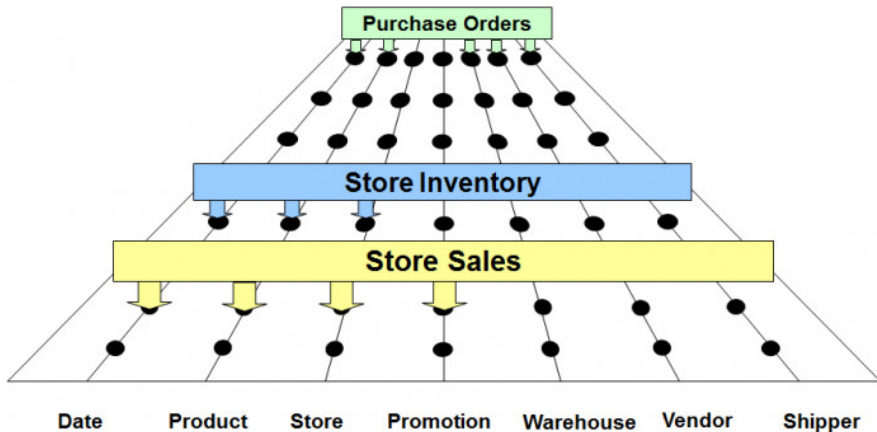 Purchase Orders
Store Inventory
Store Sales
Date Product Store Promotion Warehouse Vendor Shipper